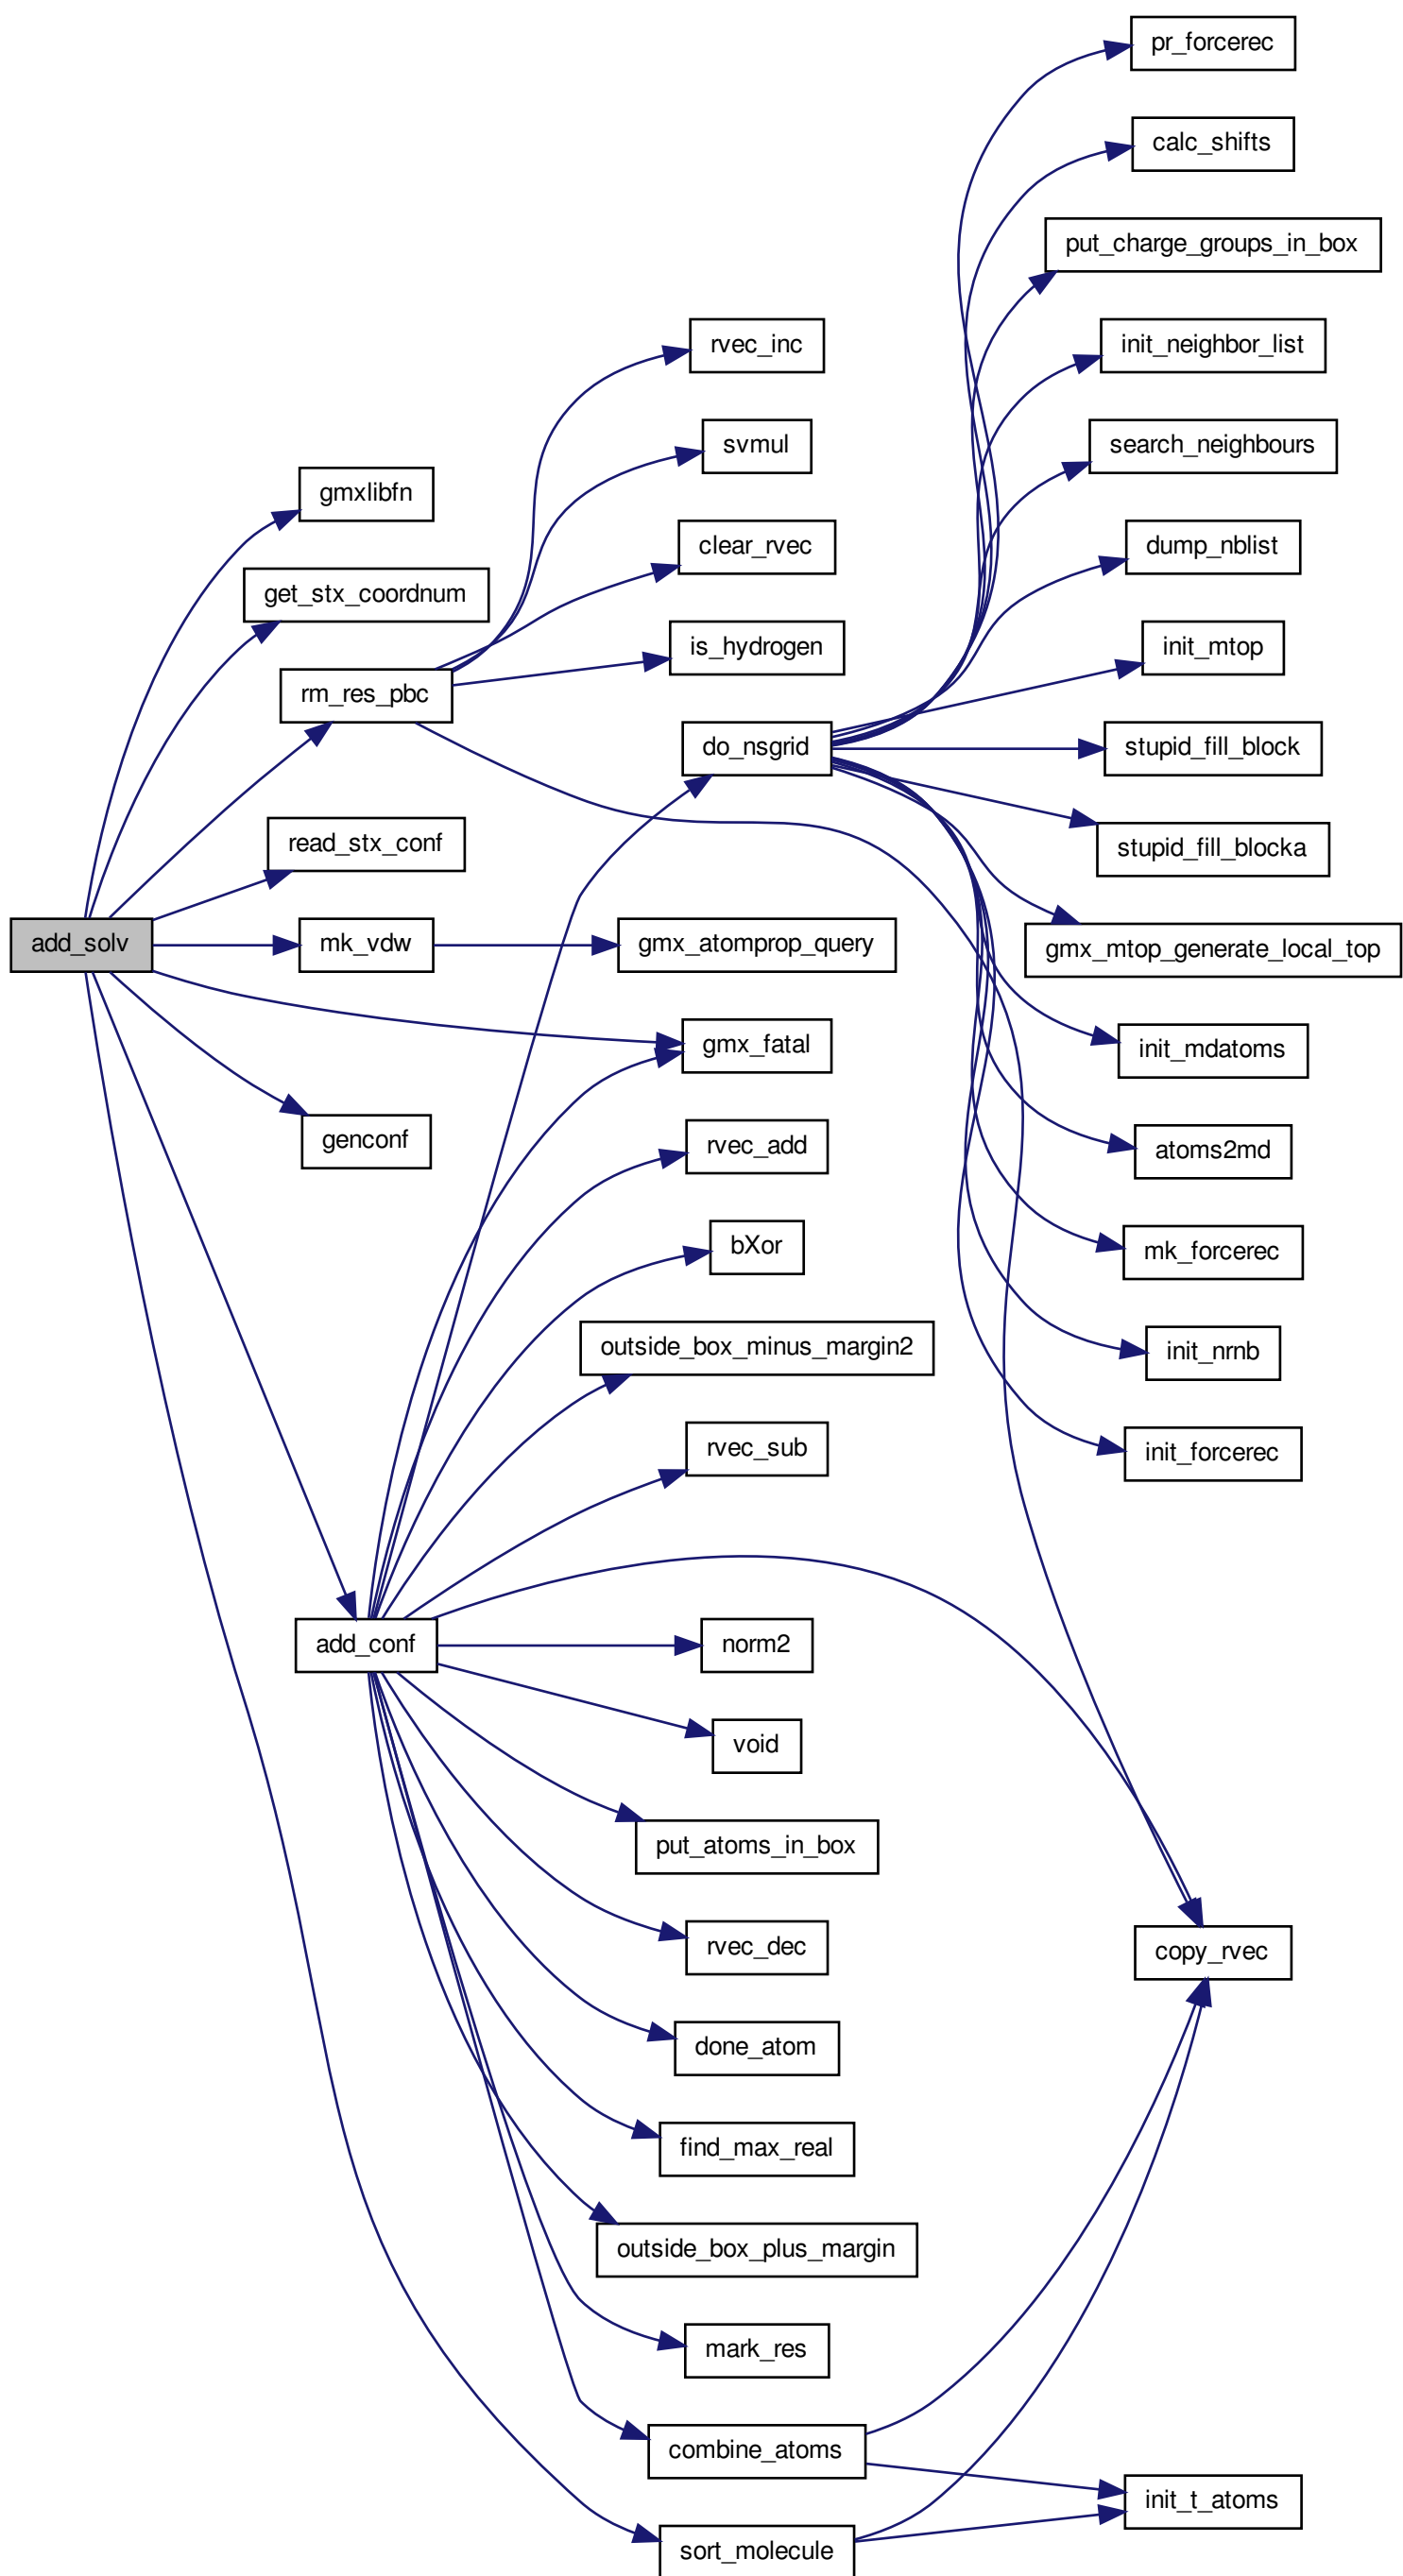 pr_forcerec
calc_shifts
put_charge_groups_in_box
rvec_inc
init_neighbor_list
svmul
search_neighbours
gmxlibfn
clear_rvec
dump_nblist
get_stx_coordnum
is_hydrogen
init_mtop
rm_res_pbc
do_nsgrid
stupid_fill_block
read_stx_conf
stupid_fill_blocka
add_solv
mk_vdw
gmx_atomprop_query
gmx_mtop_generate_local_top
gmx_fatal
init_mdatoms
genconf
rvec_add
atoms2md
bXor
mk_forcerec
outside_box_minus_margin2
init_nrnb
rvec_sub
init_forcerec
add_conf
norm2
void
put_atoms_in_box
rvec_dec
copy_rvec
done_atom
find_max_real
outside_box_plus_margin
mark_res
combine_atoms
init_t_atoms
sort_molecule